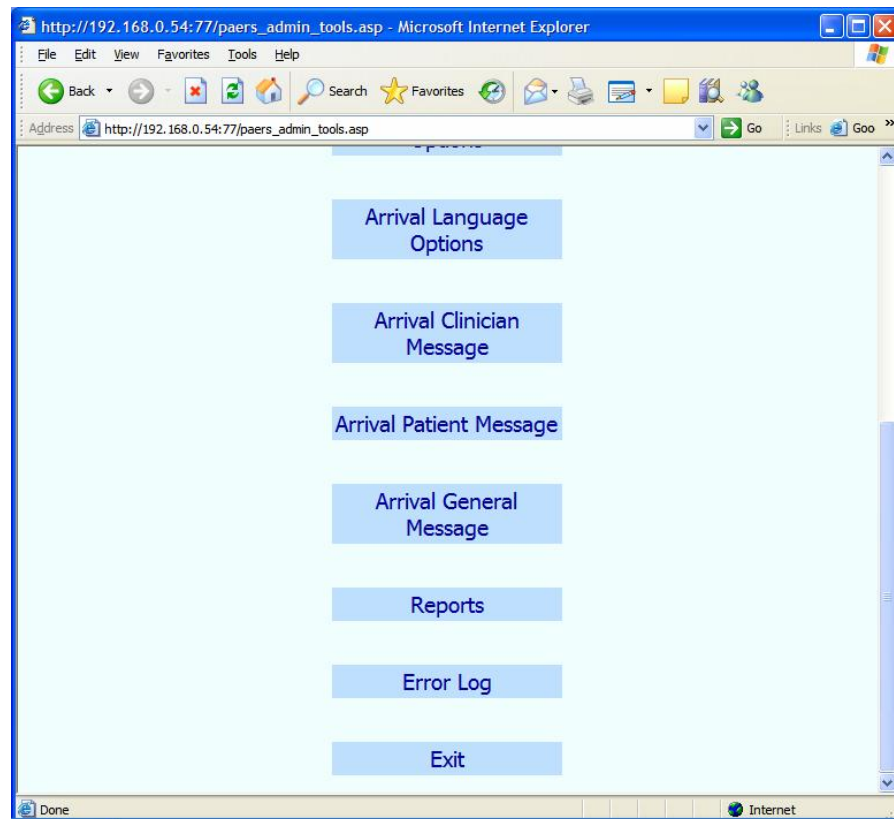 http://192.168.0.54:77/paers_admin_tools.asp - Microsoft Internet Explorer
File Edit View Favorites Tools Help
Back Search Favorites
Address http://192.168.0.54:77/paers_admin_tools.asp Go Links Goo »
Options
Arrival Language
Options
Arrival Clinician
Message
Arrival Patient Message
Arrival General
Message
Reports
Error Log
Exit
Done Internet